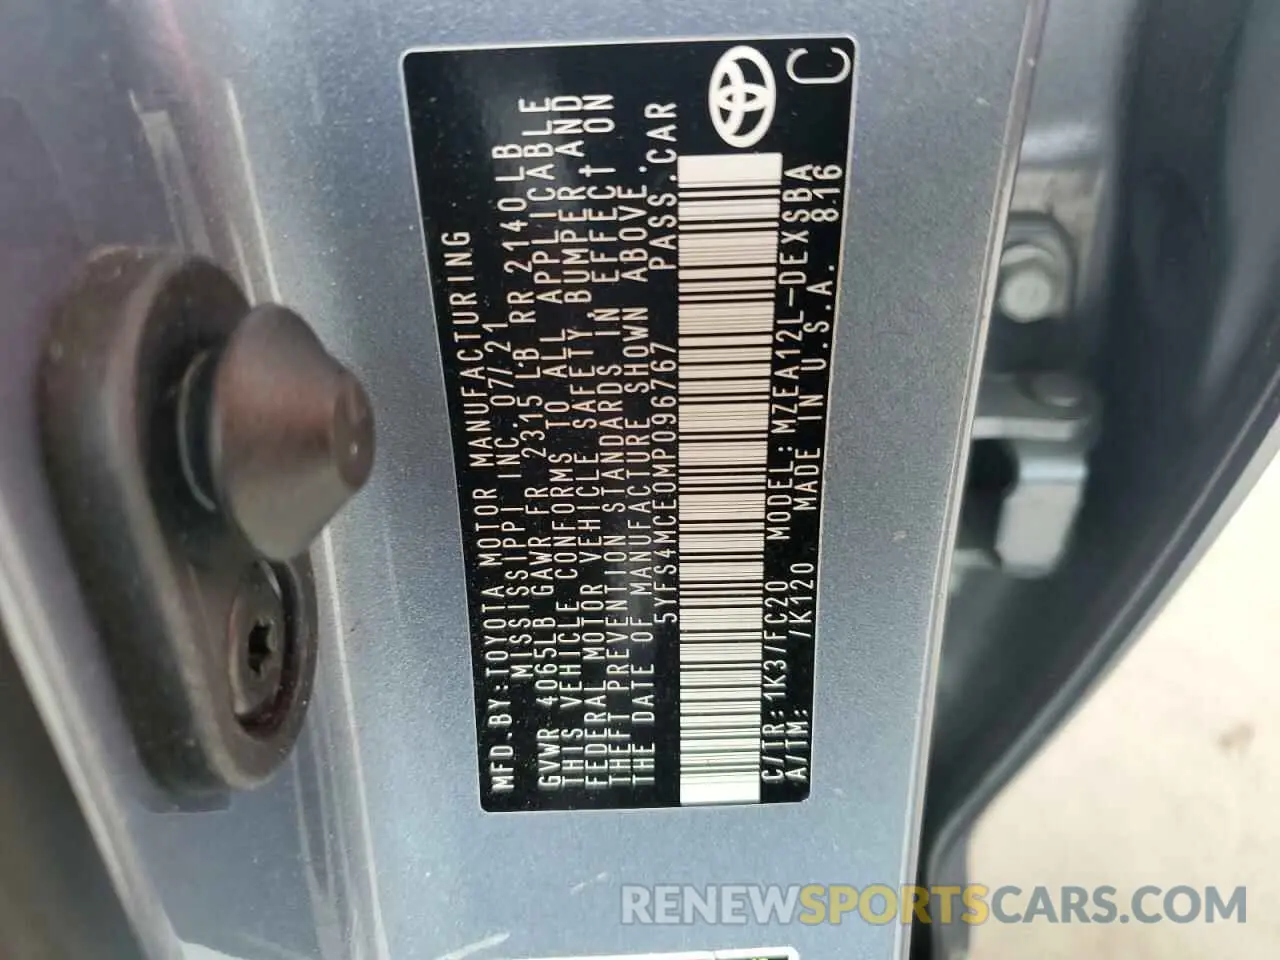 MFD.BY:TOYOTA MOTOR MANUFACTURING
MISSISSIPPI INC. 07/21
GVWR 4065LB GAWR FR 2315LB RR 2140LB
THIS VEHICLE CONFORMS TO ALL APPLICABLE
FEDERAL MOTOR VEHICLE SAFETY, BUMPER, AND
THEFT PREVENTION STANDARDS IN EFFECT ON
THE DATE OF MANUFACTURE SHOWN ABOVE.
5YFS4MCE0MP096767 PASS.CAR
C/TR: 1K3/FC20 MODEL: MZEA12L-DEXSBA
A/TM: /K120 MADE IN U.S.A. 816
C
RENEWSPORTSCARS.COM